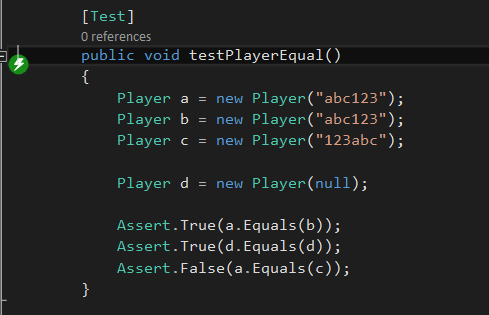 [Test]
0 references
public void testPlayerEqual()
{
Player a = new Player("abc123");
Player b = new Player("abc123");
Player c = new Player("123abc");
Player d = new Player(null);
Assert.True(a.Equals(b));
Assert.True(d.Equals(d));
Assert.False(a.Equals(c));
}